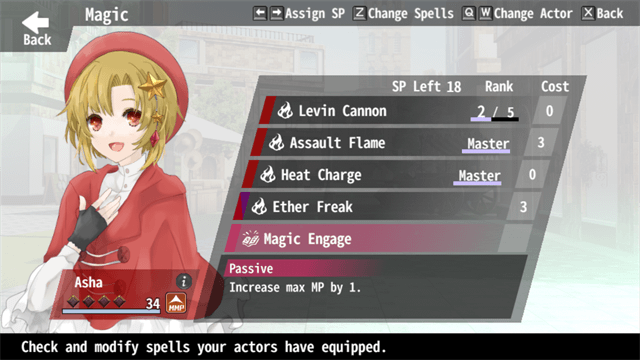 Back
Magic
Assign SP Z Change Spells Q W Change Actor X Back
SP Left 18 Rank Cost
Levin Cannon 2 / 5 0
Assault Flame Master 3
Heat Charge Master 0
Ether Freak 3
Magic Engage
Passive
Increase max MP by 1.
Asha i
34 MMP
Check and modify spells your actors have equipped.